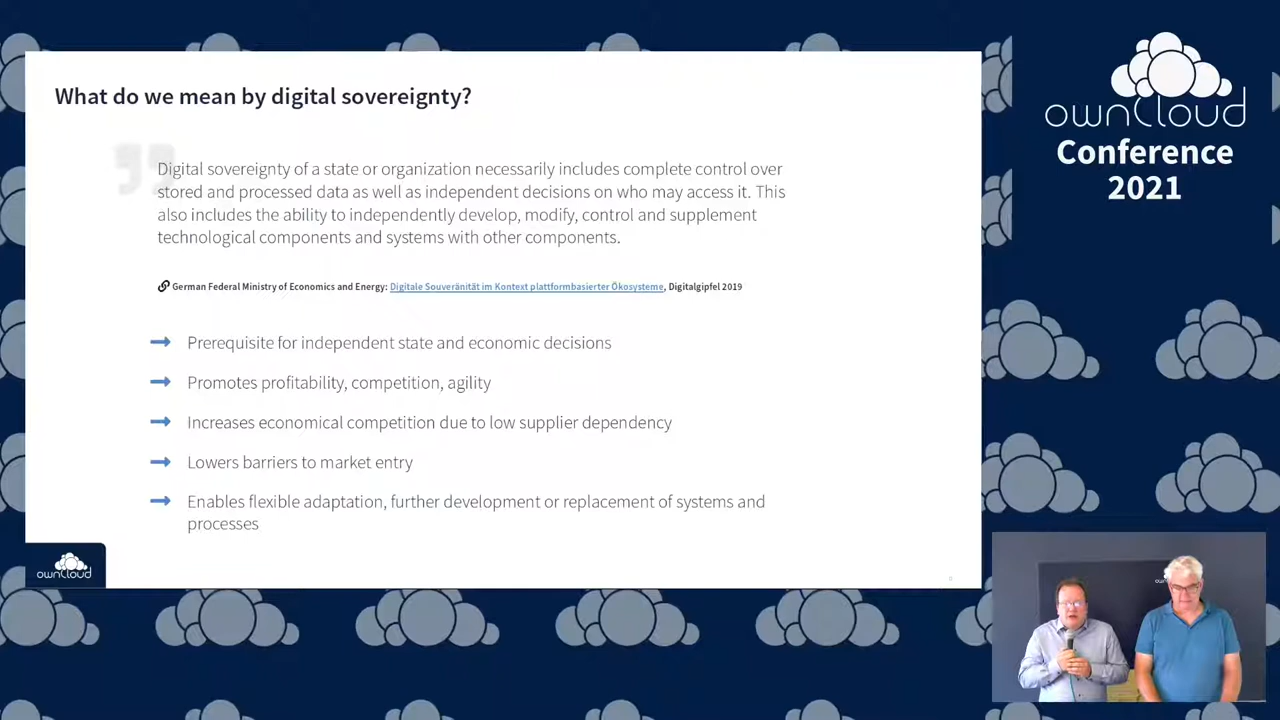 What do we mean by digital sovereignty?
Digital sovereignty of a state or organization necessarily includes complete control over
stored and processed data as well as independent decisions on who may access it. This
also includes the ability to independently develop, modify, control and supplement
technological components and systems with other components.
German Federal Ministry of Economics and Energy: Digitale Souveränität im Kontext plattformbasierter Ökosysteme, Digitalgipfel 2019
Prerequisite for independent state and economic decisions
Promotes profitability, competition, agility
Increases economical competition due to low supplier dependency
Lowers barriers to market entry
Enables flexible adaptation, further development or replacement of systems and
processes
ownCloud
ownCloud
Conference
2021